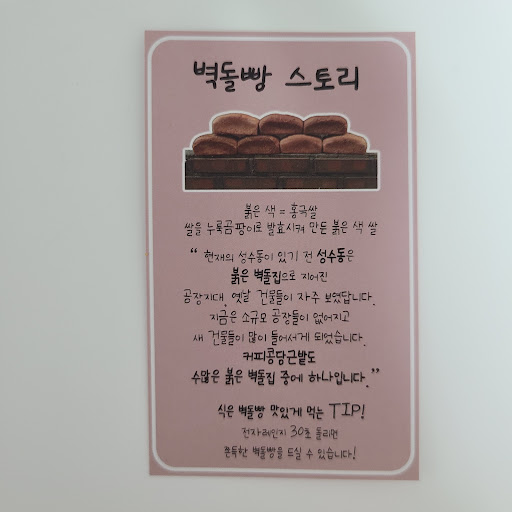 벽돌빵 스토리
붉은 색 = 홍국쌀
쌀을 누룩곰팡이로 발효시켜 만든 붉은 색 쌀
“ 현재의 성수동이 있기 전 성수동은
붉은 벽돌집으로 지어진
공장지대, 옛날 건물들이 자주 보였답니다.
지금은 소규모 공장들이 없어지고
새 건물들이 많이 들어서게 되었습니다.
커피콩당근밭도
수많은 붉은 벽돌집 중에 하나입니다.”
식은 벽돌빵 맛있게 먹는 TIP!
전자레인지 30초 돌리면
쫀득한 벽돌빵을 드실 수 있습니다!